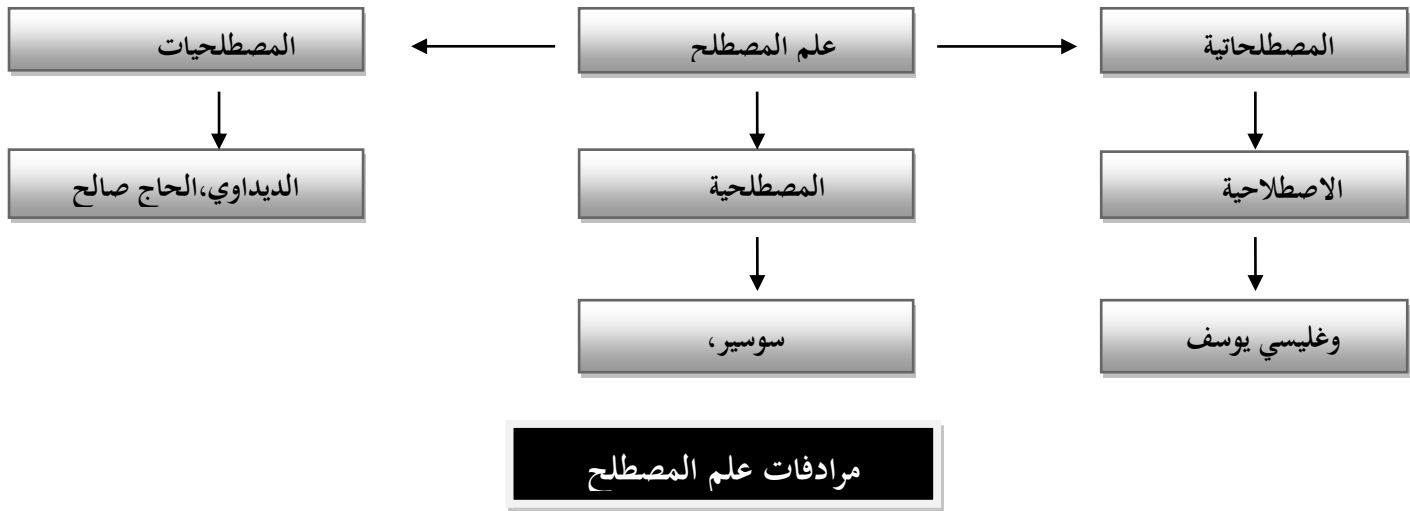 المصطلحاتية
علم المصطلح
المصطلحيات
الاصطلاحية
المصطلحية
الديداوي،الحاج صالح
وغليسي يوسف
سوسير،
مرادفات علم المصطلح